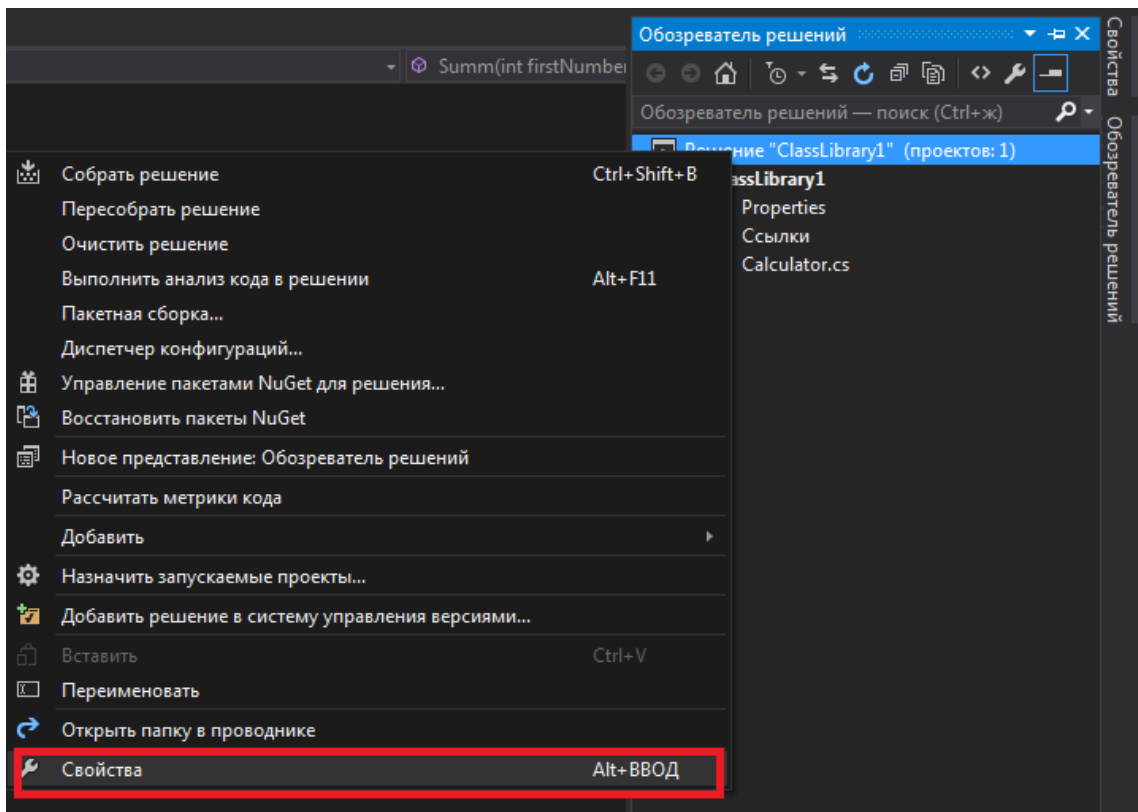 Обозреватель решений
Summ(int firstNumber
Обозреватель решений — поиск (Ctrl+ж)
Решение "ClassLibrary1" (проектов: 1)
assLibrary1
Properties
Ссылки
Calculator.cs
Собрать решение Ctrl+Shift+B
Пересобрать решение
Очистить решение
Выполнить анализ кода в решении Alt+F11
Пакетная сборка...
Диспетчер конфигураций...
Управление пакетами NuGet для решения...
Восстановить пакеты NuGet
Новое представление: Обозреватель решений
Рассчитать метрики кода
Добавить
Назначить запускаемые проекты...
Добавить решение в систему управления версиями...
Вставить Ctrl+V
Переименовать
Открыть папку в проводнике
Свойства Alt+ВВОД
Свойства
Обозреватель решений